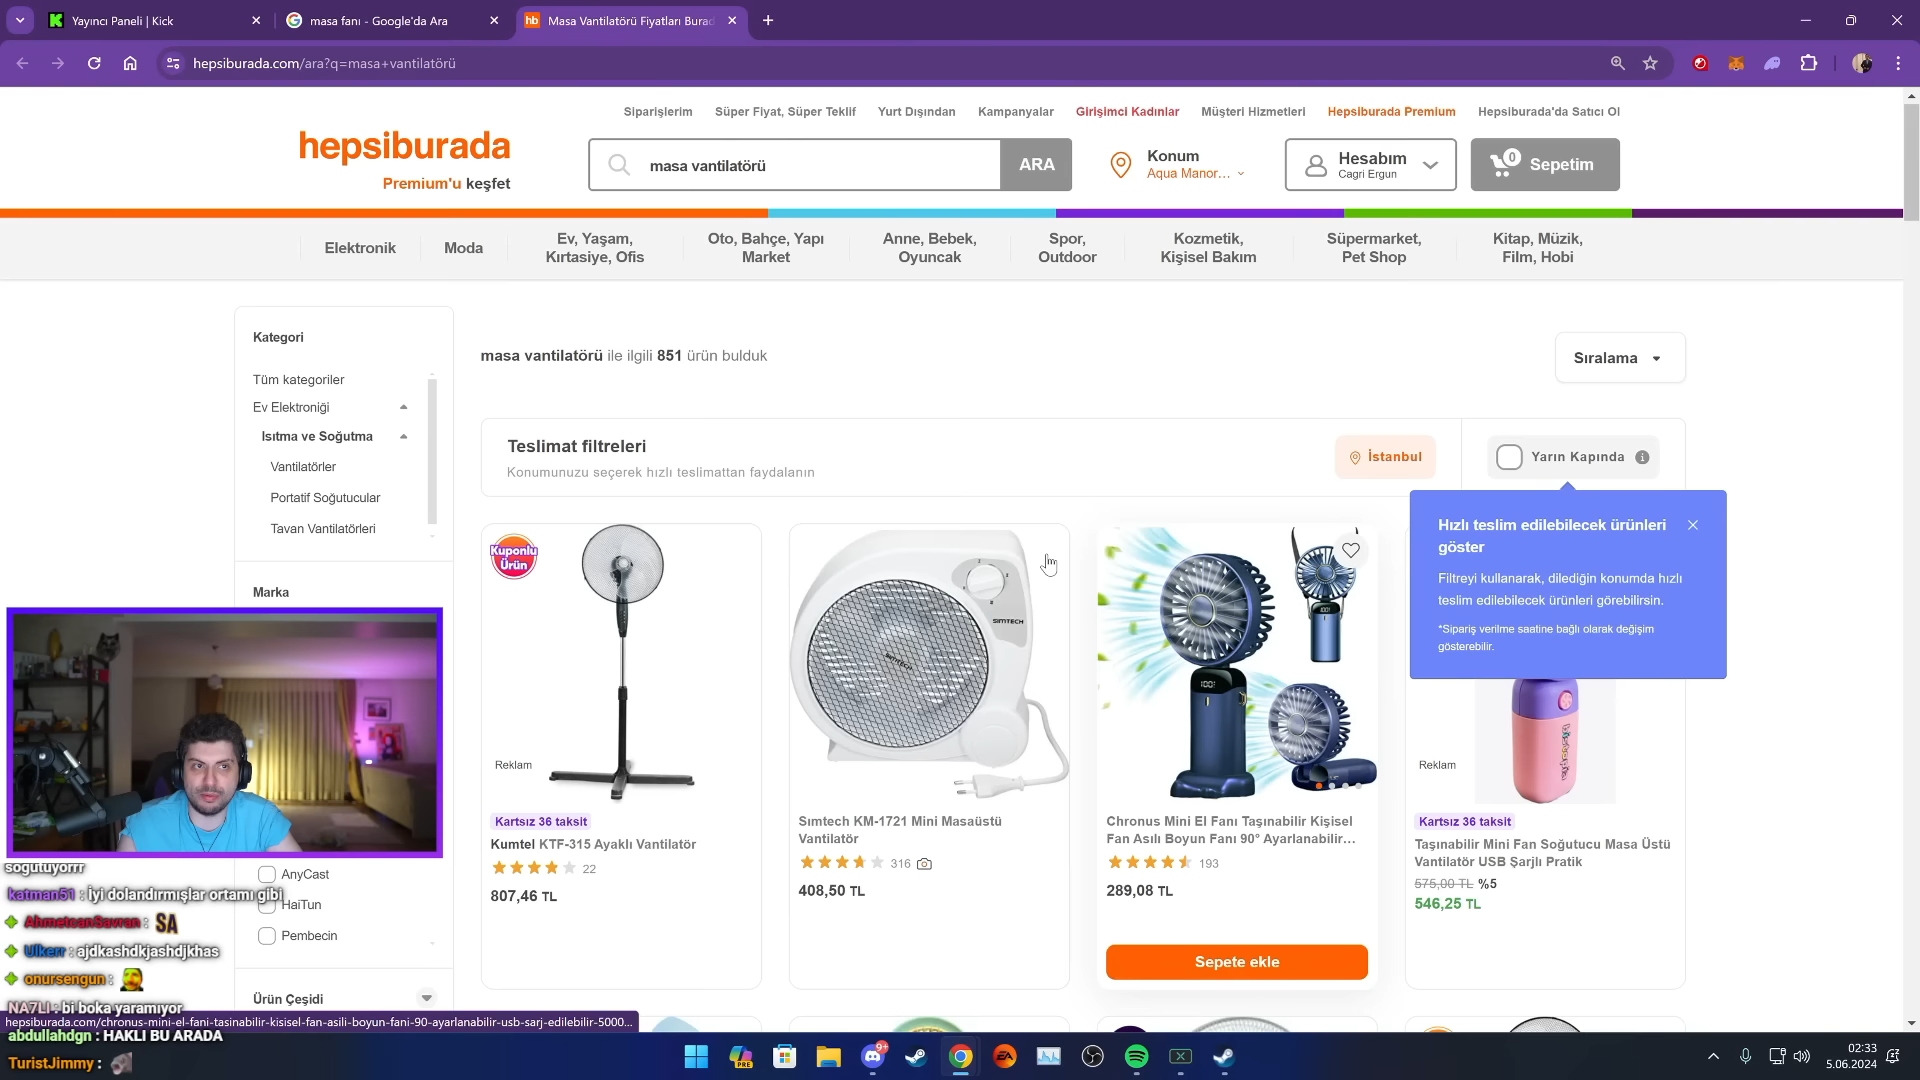 Yayıncı Paneli | Kick
masa fanı - Google'da Ara
Masa Vantilatörü Fiyatları Burad
hepsiburada.com/ara?q=masa+vantilatörü
Siparişlerim
Süper Fiyat, Süper Teklif
Yurt Dışından
Kampanyalar
Girişimci Kadınlar
Müşteri Hizmetleri
Hepsiburada Premium
Hepsiburada'da Satıcı Ol
hepsiburada
Premium'u keşfet
masa vantilatörü
ARA
Konum
Aqua Manor...
Hesabım
Cagri Ergun
0
Sepetim
Elektronik
Moda
Ev, Yaşam,
Kırtasiye, Ofis
Oto, Bahçe, Yapı
Market
Anne, Bebek,
Oyuncak
Spor,
Outdoor
Kozmetik,
Kişisel Bakım
Süpermarket,
Pet Shop
Kitap, Müzik,
Film, Hobi
Kategori
Tüm kategoriler
Ev Elektroniği
Isıtma ve Soğutma
Vantilatörler
Portatif Soğutucular
Tavan Vantilatörleri
Marka
AnyCast
HaiTun
Pembecin
Ürün Çeşidi
masa vantilatörü ile ilgili 851 ürün bulduk
Sıralama
Teslimat filtreleri
Konumunuzu seçerek hızlı teslimattan faydalanın
İstanbul
Yarın Kapında
Hızlı teslim edilebilecek ürünleri
göster
Filtreyi kullanarak, dilediğin konumda hızlı
teslim edilebilecek ürünleri görebilirsin.
*Sipariş verilme saatine bağlı olarak değişim
gösterebilir.
Kuponlu
Ürün
Reklam
Kartsız 36 taksit
Kumtel KTF-315 Ayaklı Vantilatör
22
807,46 TL
SIMTECH
SIMTECH
Sımtech KM-1721 Mini Masaüstü
Vantilatör
316
408,50 TL
100
Chronus Mini El Fanı Taşınabilir Kişisel
Fan Asılı Boyun Fanı 90° Ayarlanabilir...
193
289,08 TL
Sepete ekle
Reklam
Kartsız 36 taksit
Taşınabilir Mini Fan Soğutucu Masa Üstü
Vantilatör USB Şarjlı Pratik
575,00 TL %5
546,25 TL
sogutuyorrr
katman51 : İyi dolandırmışlar ortamı gibi
AhmetcanSavran : SA
Ulkerr : ajdkashdkjashdjkhas
onursengun :
NA7LI : bi boka yaramıyor
hepsiburada.com/chronus-mini-el-fani-tasinabilir-kisisel-fan-asili-boyun-fani-90-ayarlanabilir-usb-sarj-edilebilir-5000...
abdullahdgn : HAKLI BU ARADA
TuristJimmy :
PRE
9+
EA
02:33
5.06.2024